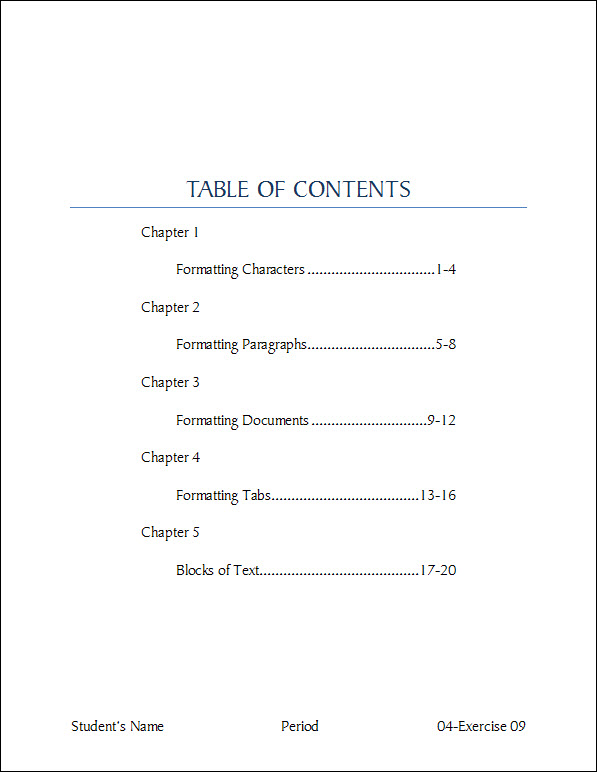 TABLE OF CONTENTS
Chapter 1
Formatting Characters ................................1-4
Chapter 2
Formatting Paragraphs................................5-8
Chapter 3
Formatting Documents .............................9-12
Chapter 4
Formatting Tabs.....................................13-16
Chapter 5
Blocks of Text........................................17-20
Student's Name Period 04-Exercise 09